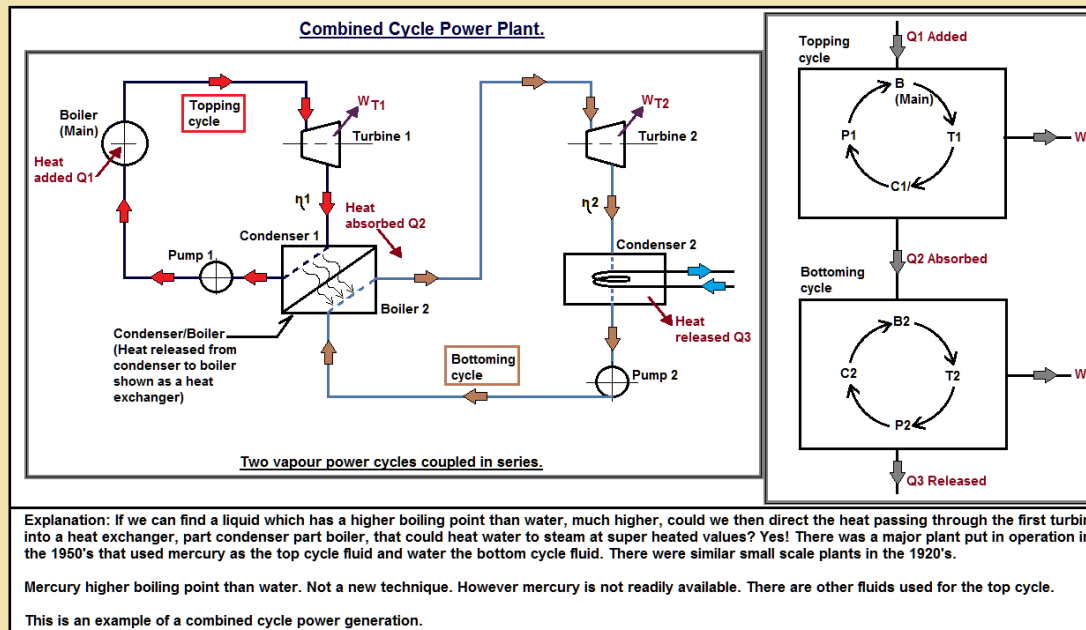 Combined Cycle Power Plant.
Topping
cycle
Boiler
(Main)
Heat
added Q1
WT1
Turbine 1
η1
Heat
absorbed Q2
Condenser 1
Pump 1
Boiler 2
Condenser/Boiler
(Heat released from
condenser to boiler
shown as a heat
exchanger)
Bottoming
cycle
WT2
Turbine 2
η2
Condenser 2
Heat
released Q3
Pump 2
Two vapour power cycles coupled in series.
Q1 Added
Topping
cycle
B
(Main)
P1
T1
C1/
W
Q2 Absorbed
Bottoming
cycle
B2
C2
T2
P2
W
Q3 Released
Explanation: If we can find a liquid which has a higher boiling point than water, much higher, could we then direct the heat passing through the first turbin
into a heat exchanger, part condenser part boiler, that could heat water to steam at super heated values? Yes! There was a major plant put in operation in
the 1950's that used mercury as the top cycle fluid and water the bottom cycle fluid. There were similar small scale plants in the 1920's.
Mercury higher boiling point than water. Not a new technique. However mercury is not readily available. There are other fluids used for the top cycle.
This is an example of a combined cycle power generation.